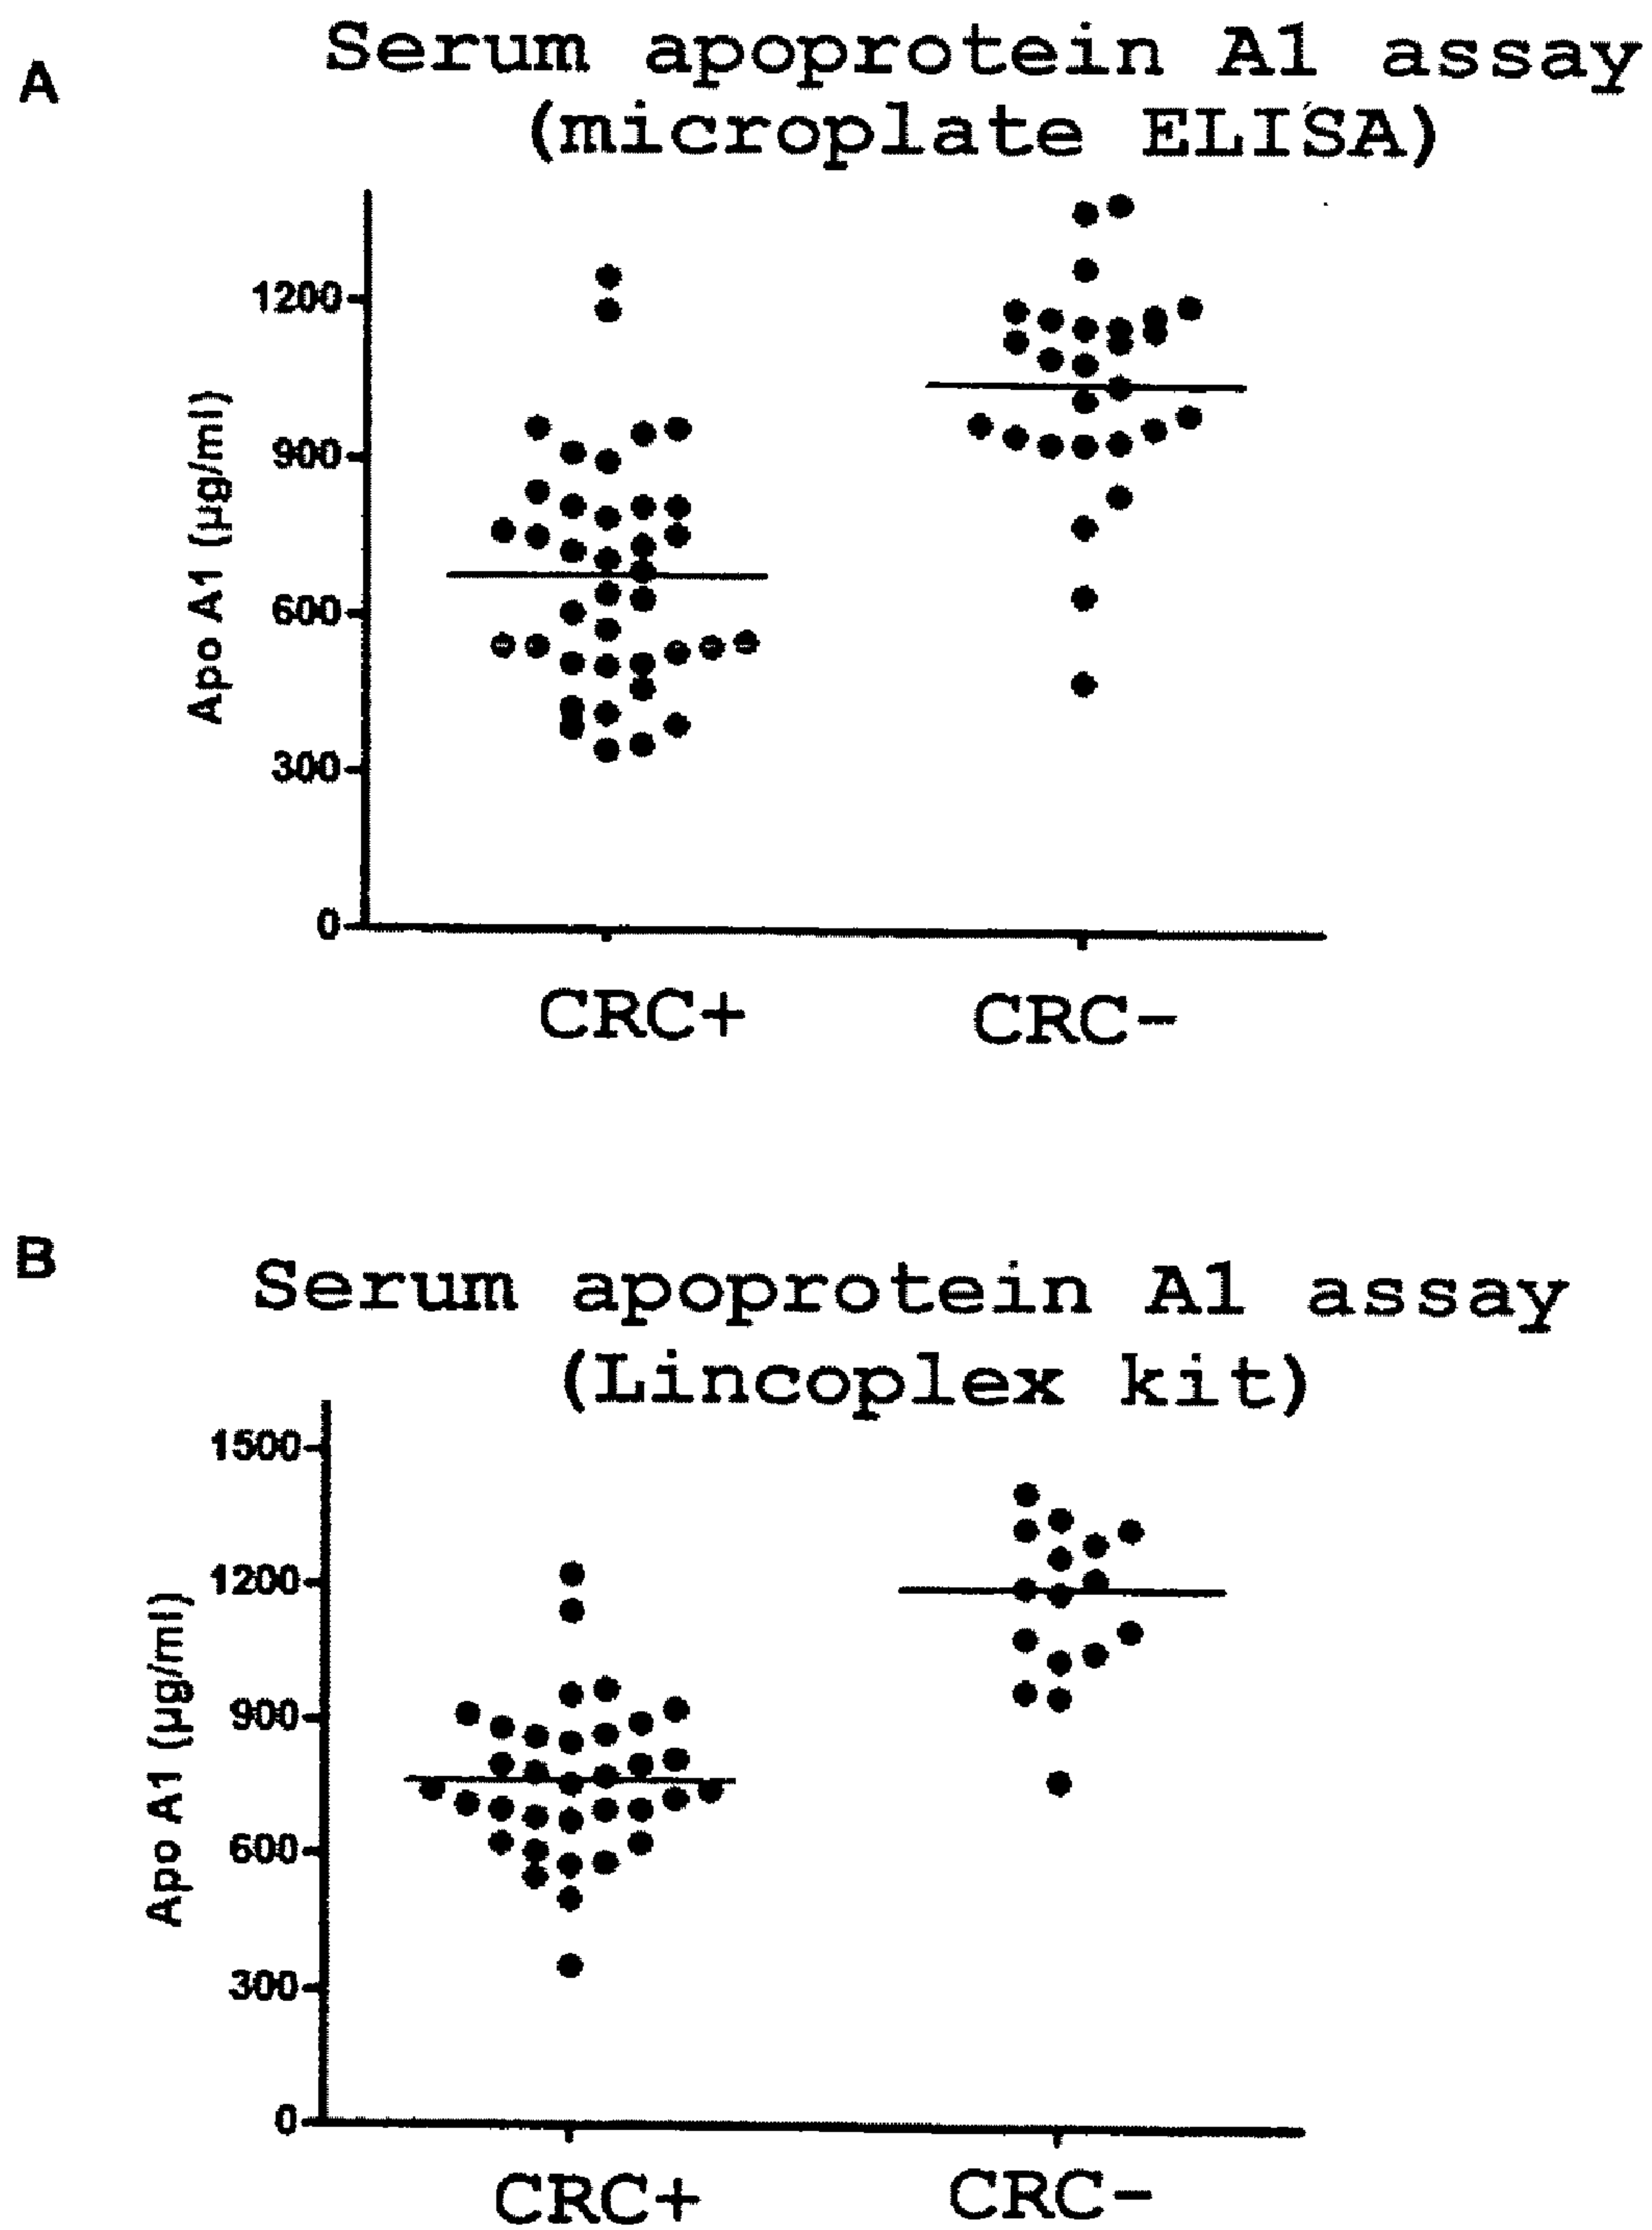 A
Serum apoprotein A1 assay
(microplate ELISA)
Apo A1 (µg/ml)
1200
900
600
300
0
CRC+ CRC-
B
Serum apoprotein A1 assay
(Lincoplex kit)
Apo A1 (µg/ml)
1500
1200
900
600
300
0
CRC+ CRC-